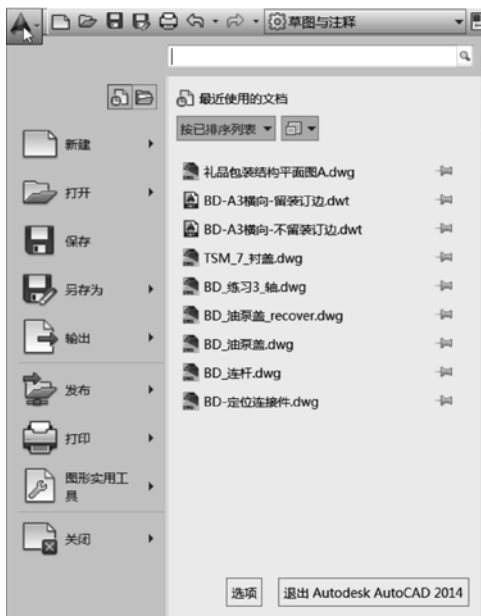 草图与注释
最近使用的文档
按已排序列表
新建
打开
保存
另存为
输出
发布
打印
图形实用工
具
关闭
礼品包装结构平面图A.dwg
BD-A3横向-留装订边.dwt
BD-A3横向-不留装订边.dwt
TSM_7_衬盖.dwg
BD_练习3_轴.dwg
BD_油泵盖_recover.dwg
BD_油泵盖.dwg
BD_连杆.dwg
BD-定位连接件.dwg
选项
退出 Autodesk AutoCAD 2014